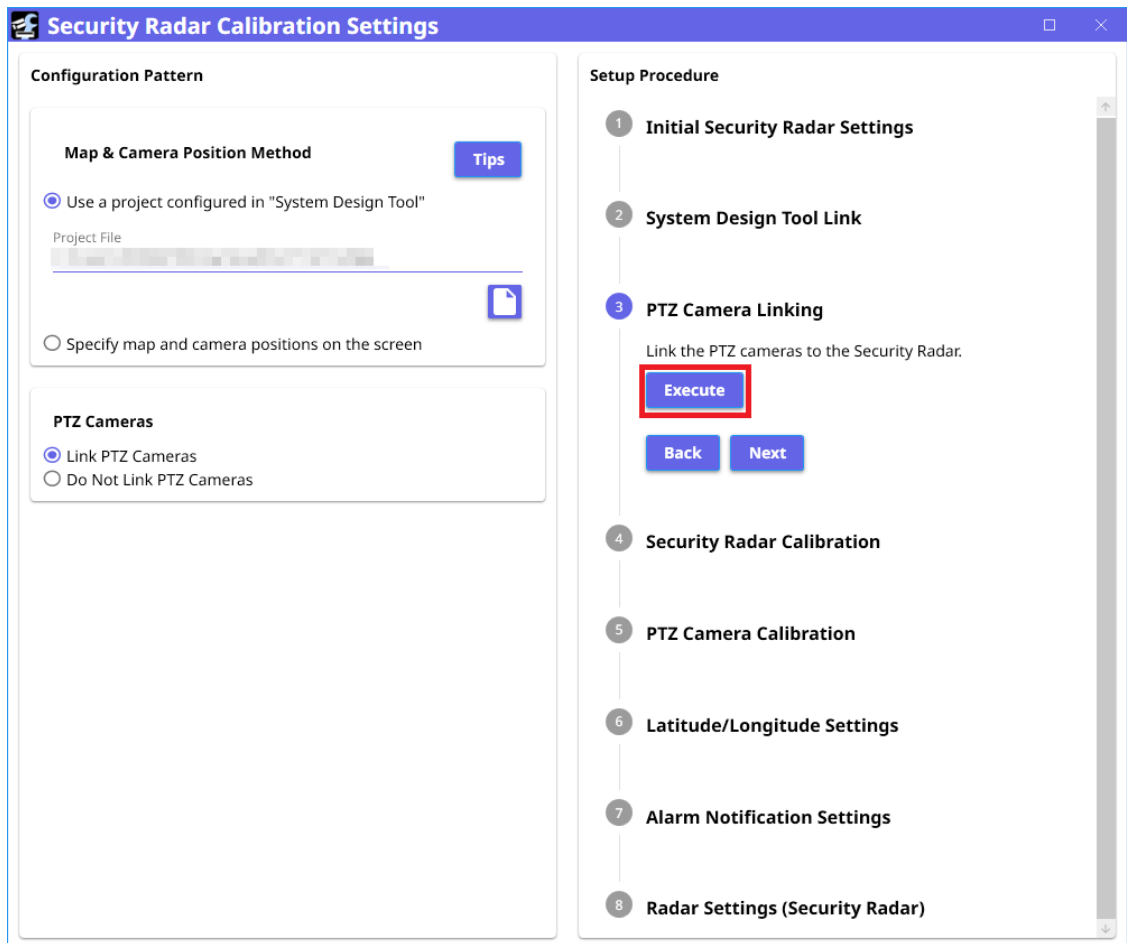 Security Radar Calibration Settings
Configuration Pattern
Map & Camera Position Method
Tips
Use a project configured in "System Design Tool"
Project File
Specify map and camera positions on the screen
PTZ Cameras
Link PTZ Cameras
Do Not Link PTZ Cameras
Setup Procedure
1 Initial Security Radar Settings
2 System Design Tool Link
3 PTZ Camera Linking
Link the PTZ cameras to the Security Radar.
Execute
Back Next
4 Security Radar Calibration
5 PTZ Camera Calibration
6 Latitude/Longitude Settings
7 Alarm Notification Settings
8 Radar Settings (Security Radar)